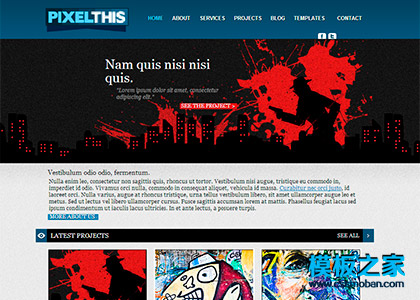 PIXELTHIS
HOME ABOUT SERVICES PROJECTS BLOG TEMPLATES CONTACT
Nam quis nisi nisi
quis.
"Lorem ipsum dolor sit amet, consectetur
adipiscing elit."
SEE THE PROJECT >
Vestibulum odio odio, fermentum.
Nulla enim leo, consectetur non sagittis quis, rhoncus ut tortor. Vestibulum nisi augue, tristique eu commodo in,
imperdiet id odio. Vivamus orci nulla, commodo in consequat aliquet, vehicula id massa. Curabitur nec orci justo, id
laoreet orci. Nulla varius, augue at rhoncus tristique, urna tellus vestibulum libero, sit amet ullamcorper augue leo et
metus. Sed ut lectus vel libero ullamcorper cursus. Fusce sagittis accumsan lorem at mattis. Phasellus feugiat lacus sed
ipsum condimentum ut iaculis lacus ultricies. In et ante lectus, a posuere turpis.
MORE ABOUT US
LATEST PROJECTS
SEE ALL
模板之家
cssmoban.com